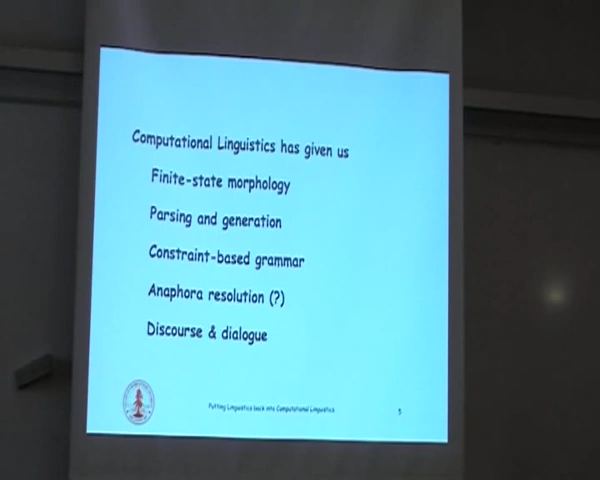 Computational Linguistics has given us
Finite-state morphology
Parsing and generation
Constraint-based grammar
Anaphora resolution (?)
Discourse & dialogue
Putting Linguistics back into Computational Linguistics
5